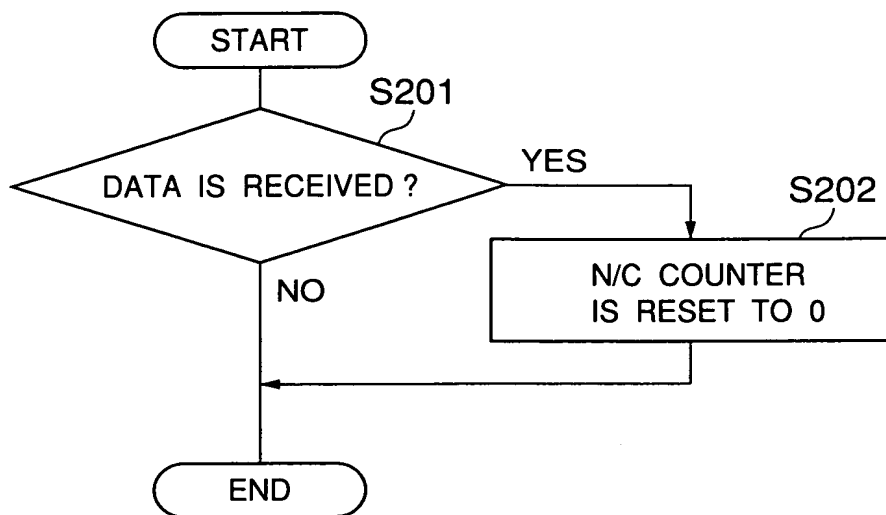 START
S201
DATA IS RECEIVED ?
YES
S202
N/C COUNTER
IS RESET TO 0
NO
END